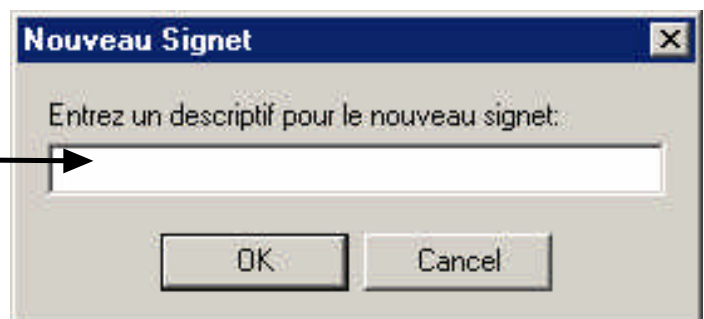 Nouveau Signet
Entrez un descriptif pour le nouveau signet:
OK Cancel